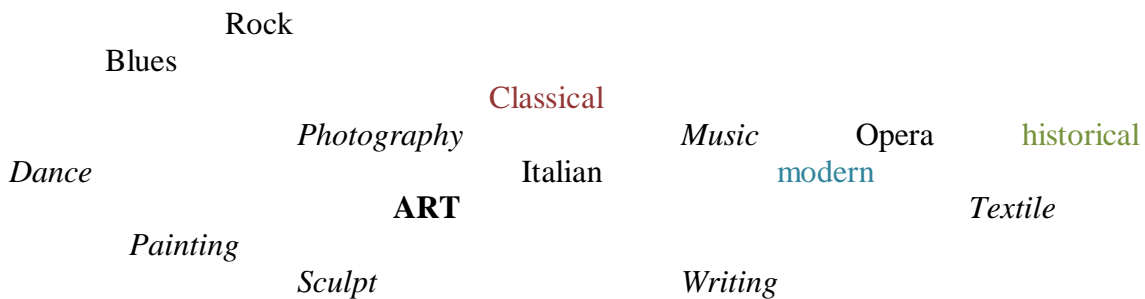 Rock
Blues
Classical
Photography Music Opera historical
Dance Italian modern
ART Textile
Painting
Sculpt Writing